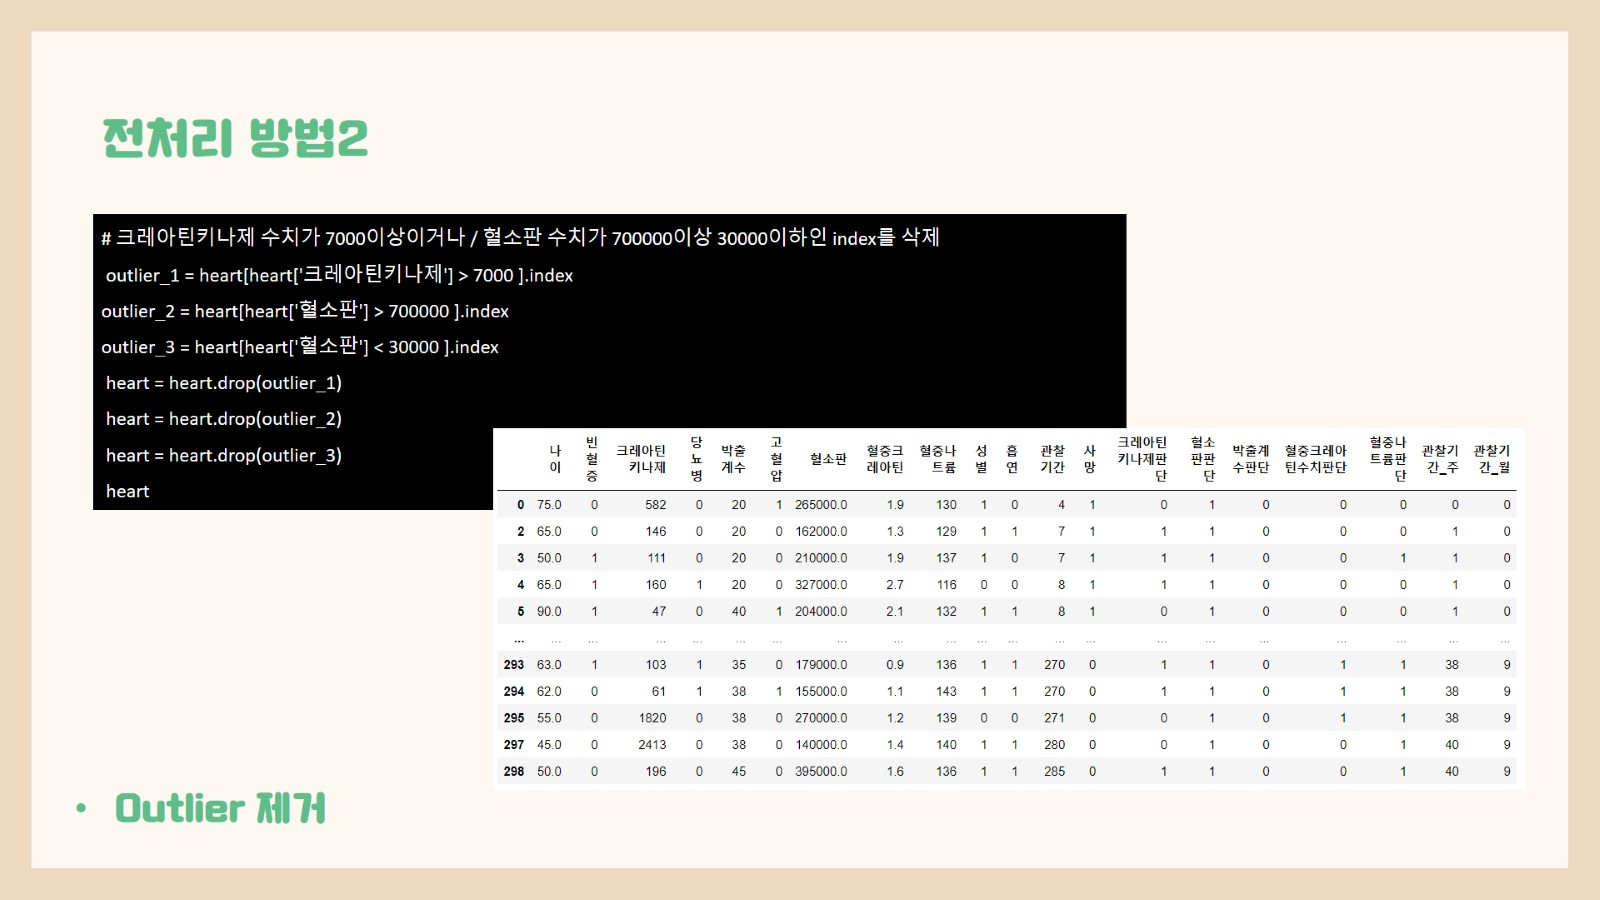 전처리 방법2
# 크레아틴키나제 수치가 7000이상이거나 / 혈소판 수치가 700000이상 30000이하인 index를 삭제
outlier_1 = heart[heart['크레아틴키나제'] > 7000 ].index
outlier_2 = heart[heart['혈소판'] > 700000 ].index
outlier_3 = heart[heart['혈소판'] < 30000 ].index
heart = heart.drop(outlier_1)
heart = heart.drop(outlier_2)
heart = heart.drop(outlier_3)
heart
나이 빈혈증 크레아틴키나제 당뇨병 박출계수 고혈압 혈소판 혈중크레아틴 혈중나트륨 성별 흡연 관찰기간 사망 크레아틴키나제판단 혈소판판단 박출계수판단 혈중크레아틴수치판단 혈중나트륨판단 관찰기간_주 관찰기간_월
0 75.0 0 582 0 20 1 265000.0 1.9 130 1 0 4 1 0 1 0 0 0 0 0
2 65.0 0 146 0 20 0 162000.0 1.3 129 1 1 7 1 1 1 0 0 0 1 0
3 50.0 1 111 0 20 0 210000.0 1.9 137 1 0 7 1 1 1 0 0 1 1 0
4 65.0 1 160 1 20 0 327000.0 2.7 116 0 0 8 1 1 1 0 0 0 1 0
5 90.0 1 47 0 40 1 204000.0 2.1 132 1 1 8 1 0 1 0 0 0 1 0
... ... ... ... ... ... ... ... ... ... ... ... ... ... ... ... ... ... ... ... ...
293 63.0 1 103 1 35 0 179000.0 0.9 136 1 1 270 0 1 1 0 1 1 38 9
294 62.0 0 61 1 38 1 155000.0 1.1 143 1 1 270 0 1 1 0 1 1 38 9
295 55.0 0 1820 0 38 0 270000.0 1.2 139 0 0 271 0 0 1 0 1 1 38 9
297 45.0 0 2413 0 38 0 140000.0 1.4 140 1 1 280 0 0 1 0 0 1 40 9
298 50.0 0 196 0 45 0 395000.0 1.6 136 1 1 285 0 1 1 0 0 1 40 9
• Outlier 제거